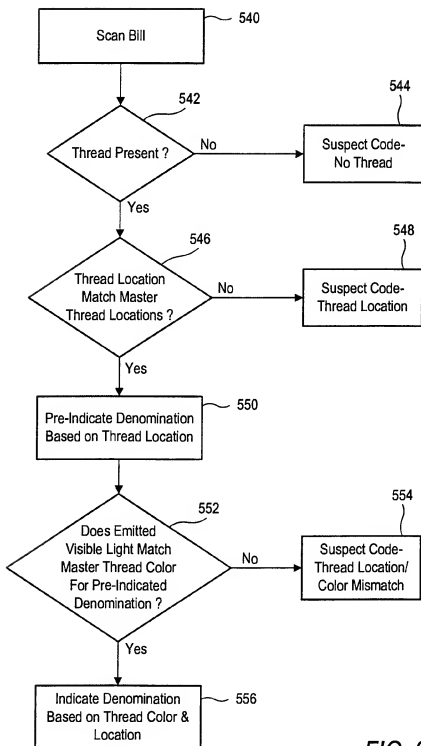 Scan Bill
540
542
544
Thread Present ?
No
Suspect Code-
No Thread
Yes
546
548
Thread Location
Match Master
Thread Locations ?
No
Suspect Code-
Thread Location
Yes
550
Pre-Indicate Denomination
Based on Thread Location
552
554
Does Emitted
Visible Light Match
Master Thread Color
For Pre-Indicated
Denomination ?
No
Suspect Code-
Thread Location/
Color Mismatch
Yes
Indicate Denomination
Based on Thread Color &
Location
556
FIG.